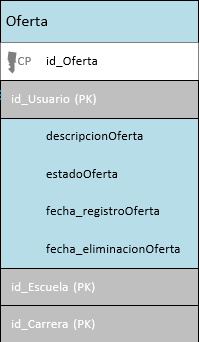 Oferta
CP id_Oferta
id_Usuario (PK)
descripcionOferta
estadoOferta
fecha_registroOferta
fecha_eliminacionOferta
id_Escuela (PK)
id_Carrera (PK)